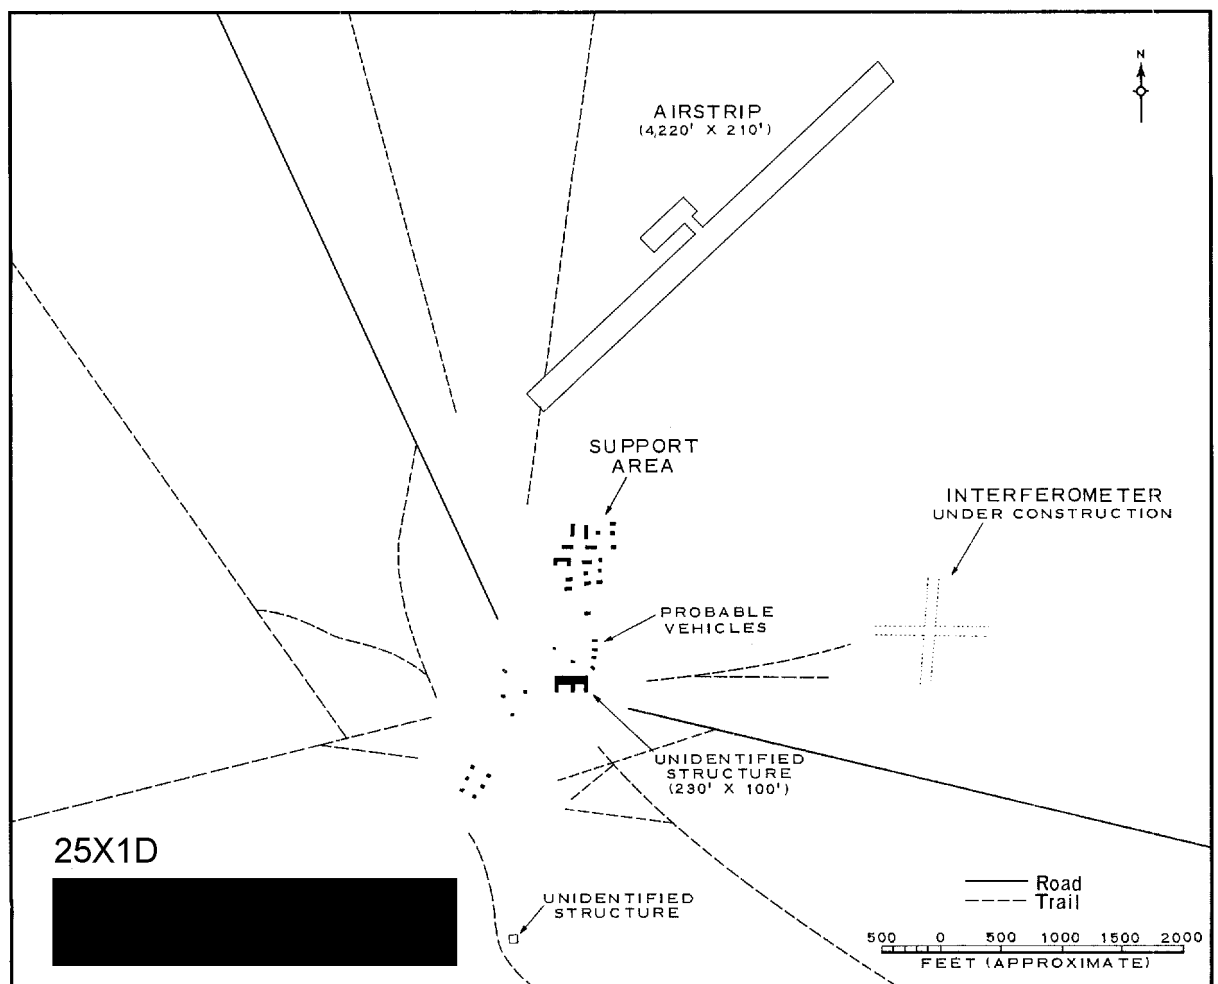 N
AIRSTRIP
(4,220' X 210')
SUPPORT
AREA
INTERFEROMETER
UNDER CONSTRUCTION
PROBABLE
VEHICLES
UNIDENTIFIED
STRUCTURE
(230' X 100')
25X1D
UNIDENTIFIED
STRUCTURE
Road
Trail
500 0 500 1000 1500 2000
FEET (APPROXIMATE)